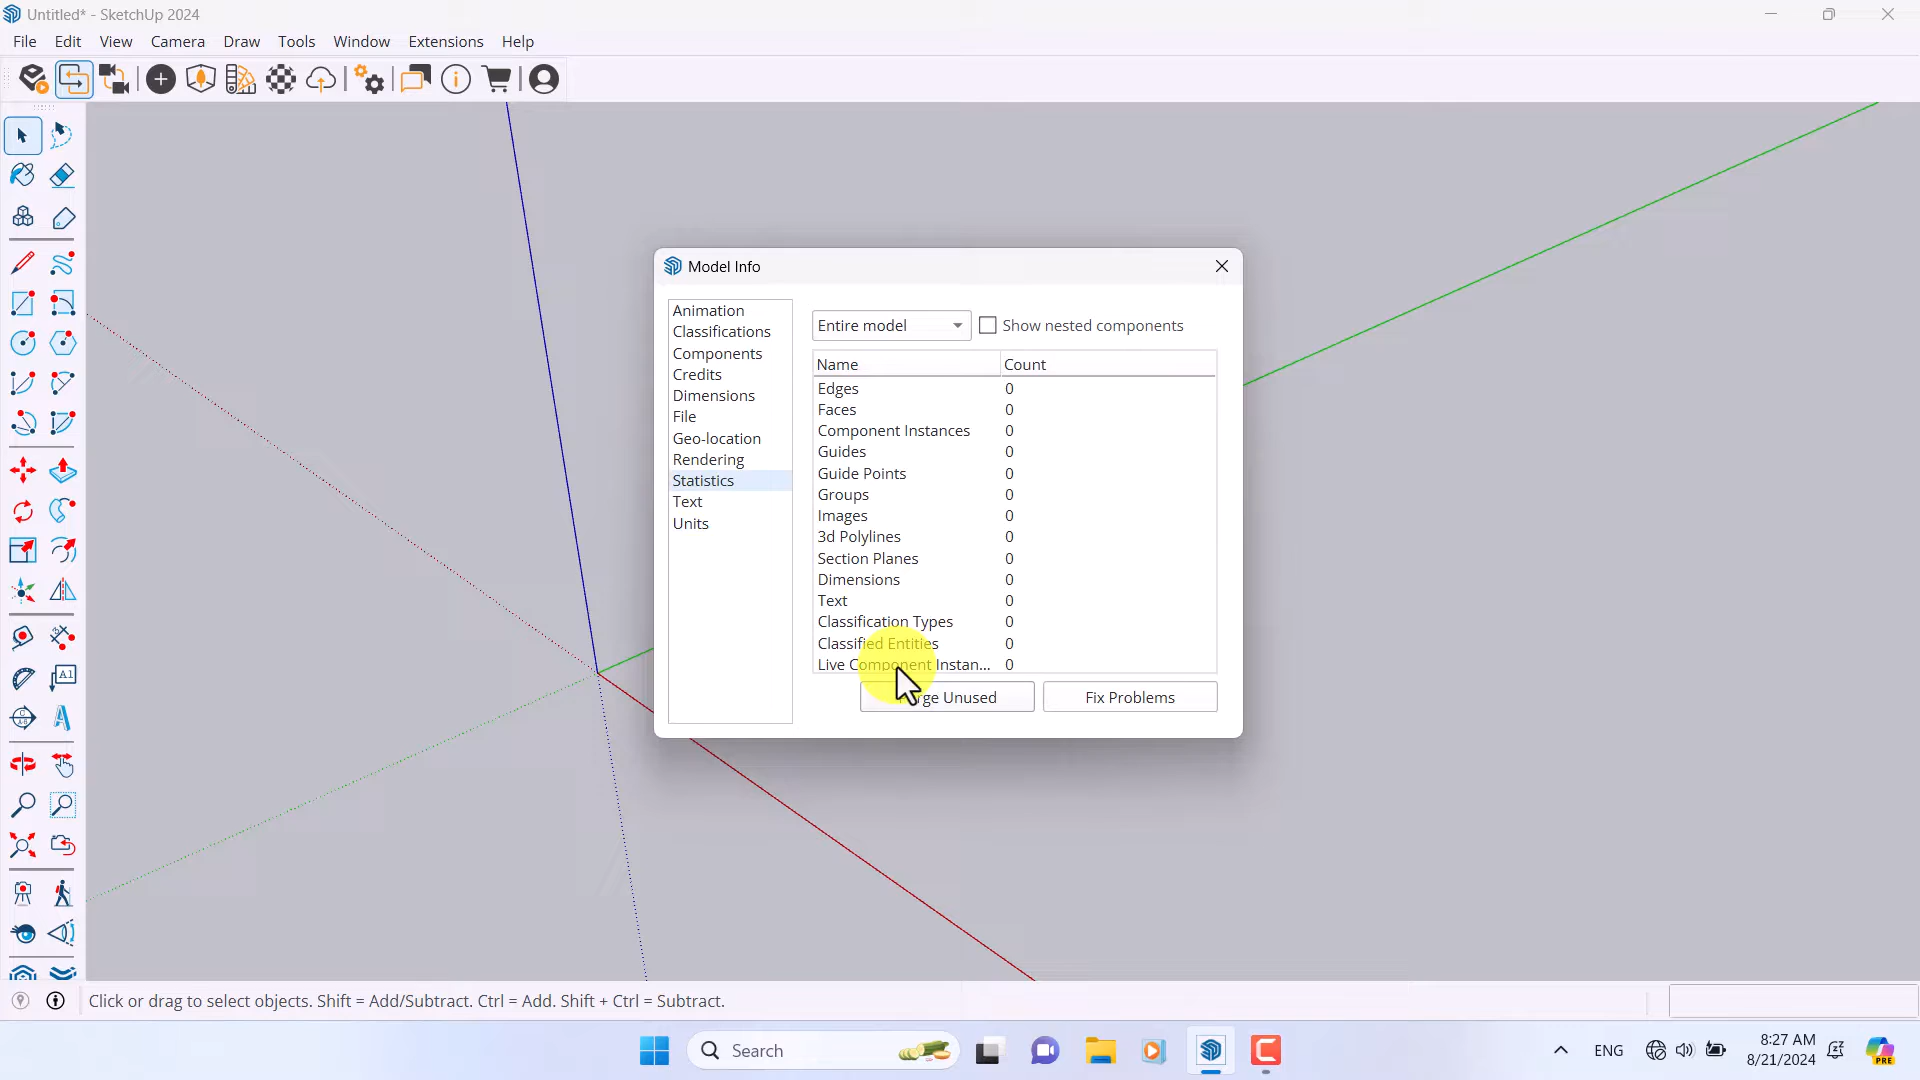 Untitled* - SketchUp 2024
File Edit View Camera Draw Tools Window Extensions Help
Model Info
Animation
Classifications
Components
Credits
Dimensions
File
Geo-location
Rendering
Statistics
Text
Units
Entire model Show nested components
Name Count
Edges 0
Faces 0
Component Instances 0
Guides 0
Guide Points 0
Groups 0
Images 0
3d Polylines 0
Section Planes 0
Dimensions 0
Text 0
Classification Types 0
Classified Entities 0
Live Component Instan... 0
Unused Fix Problems
A1
Click or drag to select objects. Shift = Add/Subtract. Ctrl = Add. Shift + Ctrl = Subtract.
Search
ENG
8:27 AM
8/21/2024
PRE